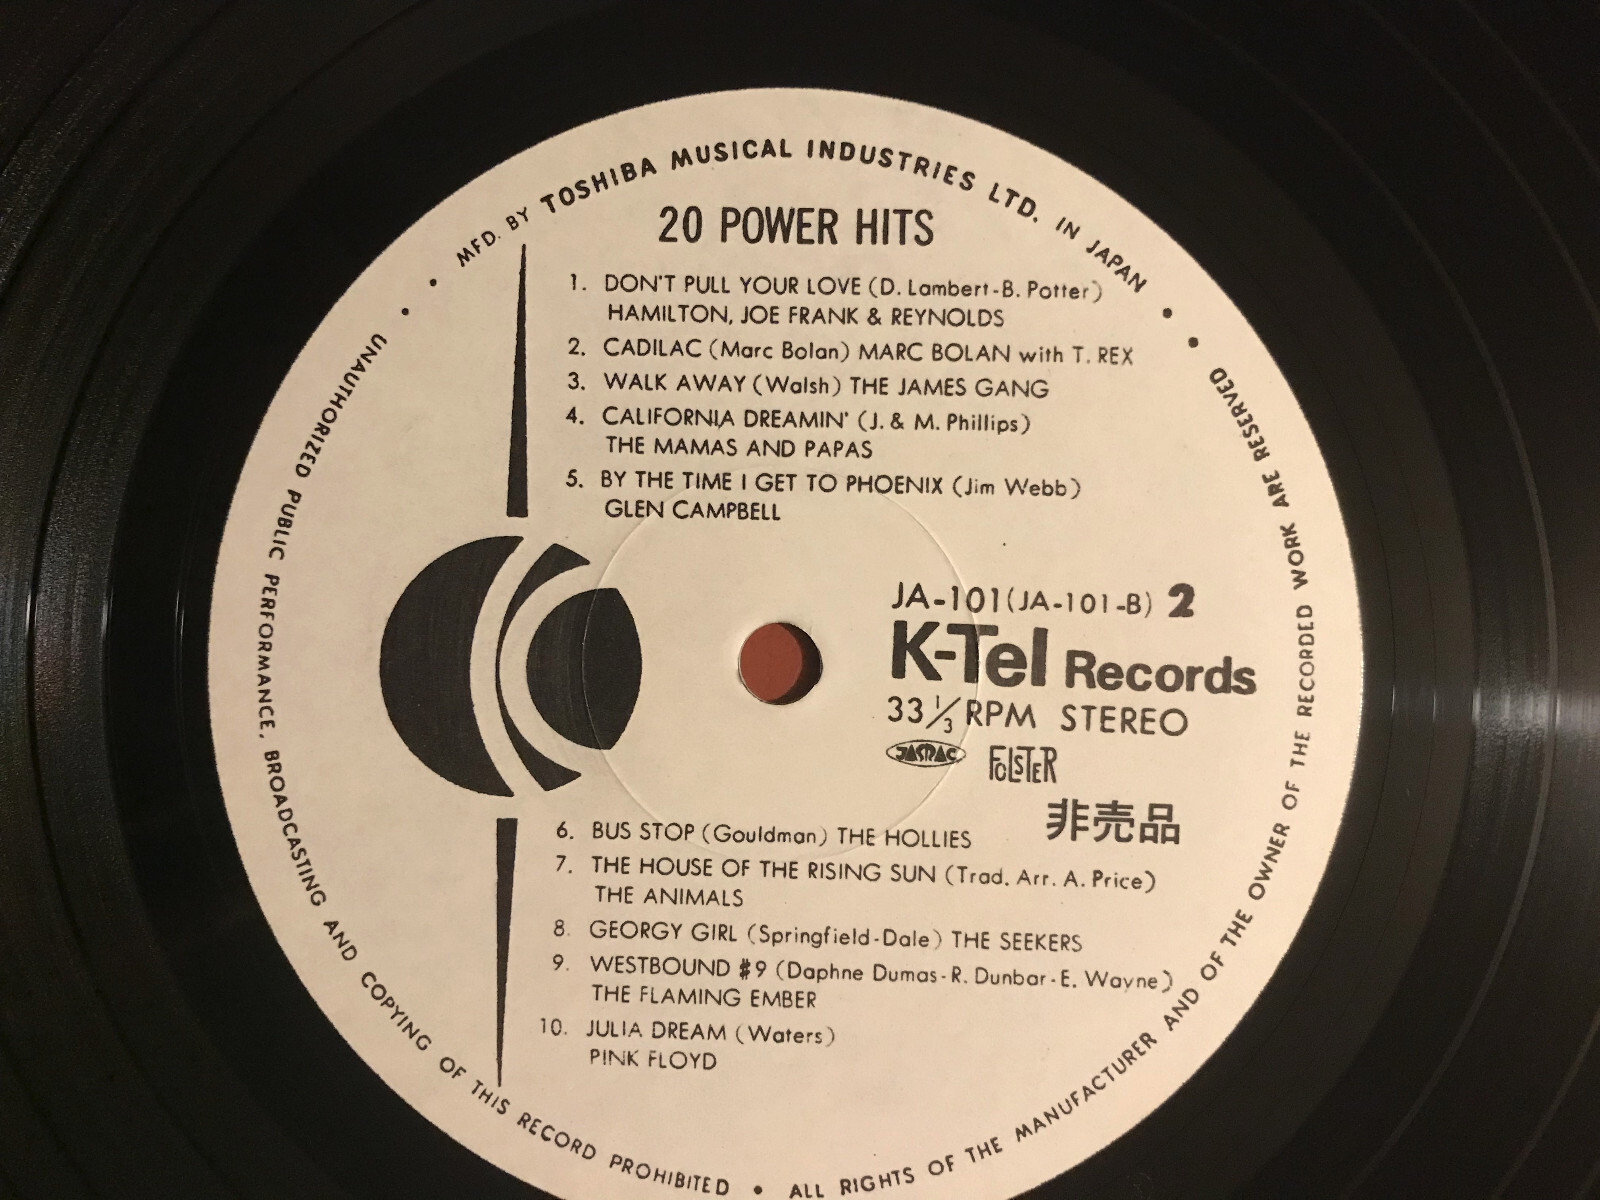 MFD. BY TOSHIBA MUSICAL INDUSTRIES LTD. IN JAPAN
20 POWER HITS
1. DON'T PULL YOUR LOVE (D. Lambert-B. Potter)
HAMILTON, JOE FRANK & REYNOLDS
2. CADILAC (Marc Bolan) MARC BOLAN with T. REX
3. WALK AWAY (Walsh) THE JAMES GANG
4. CALIFORNIA DREAMIN' (J. & M. Phillips)
THE MAMAS AND PAPAS
5. BY THE TIME I GET TO PHOENIX (Jim Webb)
GLEN CAMPBELL
JA-101 (JA-101-B) 2
K-Tel Records
33 1/3 RPM STEREO
JASRAC FOLSTER
非売品
6. BUS STOP (Gouldman) THE HOLLIES
7. THE HOUSE OF THE RISING SUN (Trad. Arr. A. Price)
THE ANIMALS
8. GEORGY GIRL (Springfield-Dale) THE SEEKERS
9. WESTBOUND #9 (Daphne Dumas-R. Dunbar-E. Wayne)
THE FLAMING EMBER
10. JULIA DREAM (Waters)
PINK FLOYD
UNAUTHORIZED PUBLIC PERFORMANCE, BROADCASTING AND COPYING OF THIS RECORD PROHIBITED • ALL RIGHTS OF THE MANUFACTURER AND OF THE OWNER OF THE RECORDED WORK ARE RESERVED